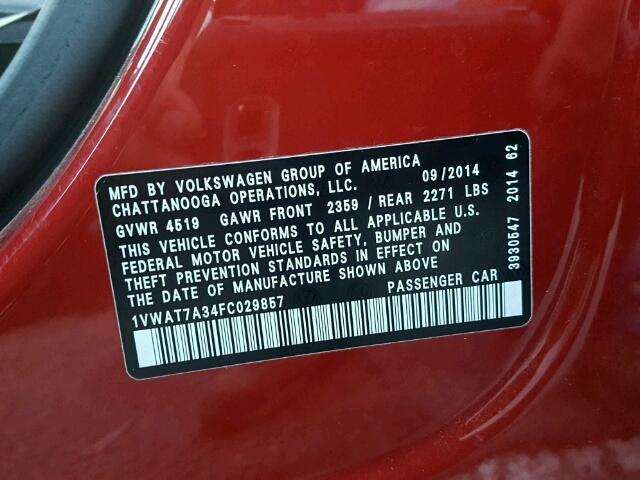 MFD BY VOLKSWAGEN GROUP OF AMERICA
CHATTANOOGA OPERATIONS, LLC. 09/2014
GVWR 4519 GAWR FRONT 2359 / REAR 2271 LBS
THIS VEHICLE CONFORMS TO ALL APPLICABLE U.S.
FEDERAL MOTOR VEHICLE SAFETY, BUMPER AND
THEFT PREVENTION STANDARDS IN EFFECT ON
THE DATE OF MANUFACTURE SHOWN ABOVE
1VWAT7A34FC029857 PASSENGER CAR
3930547 2014 62